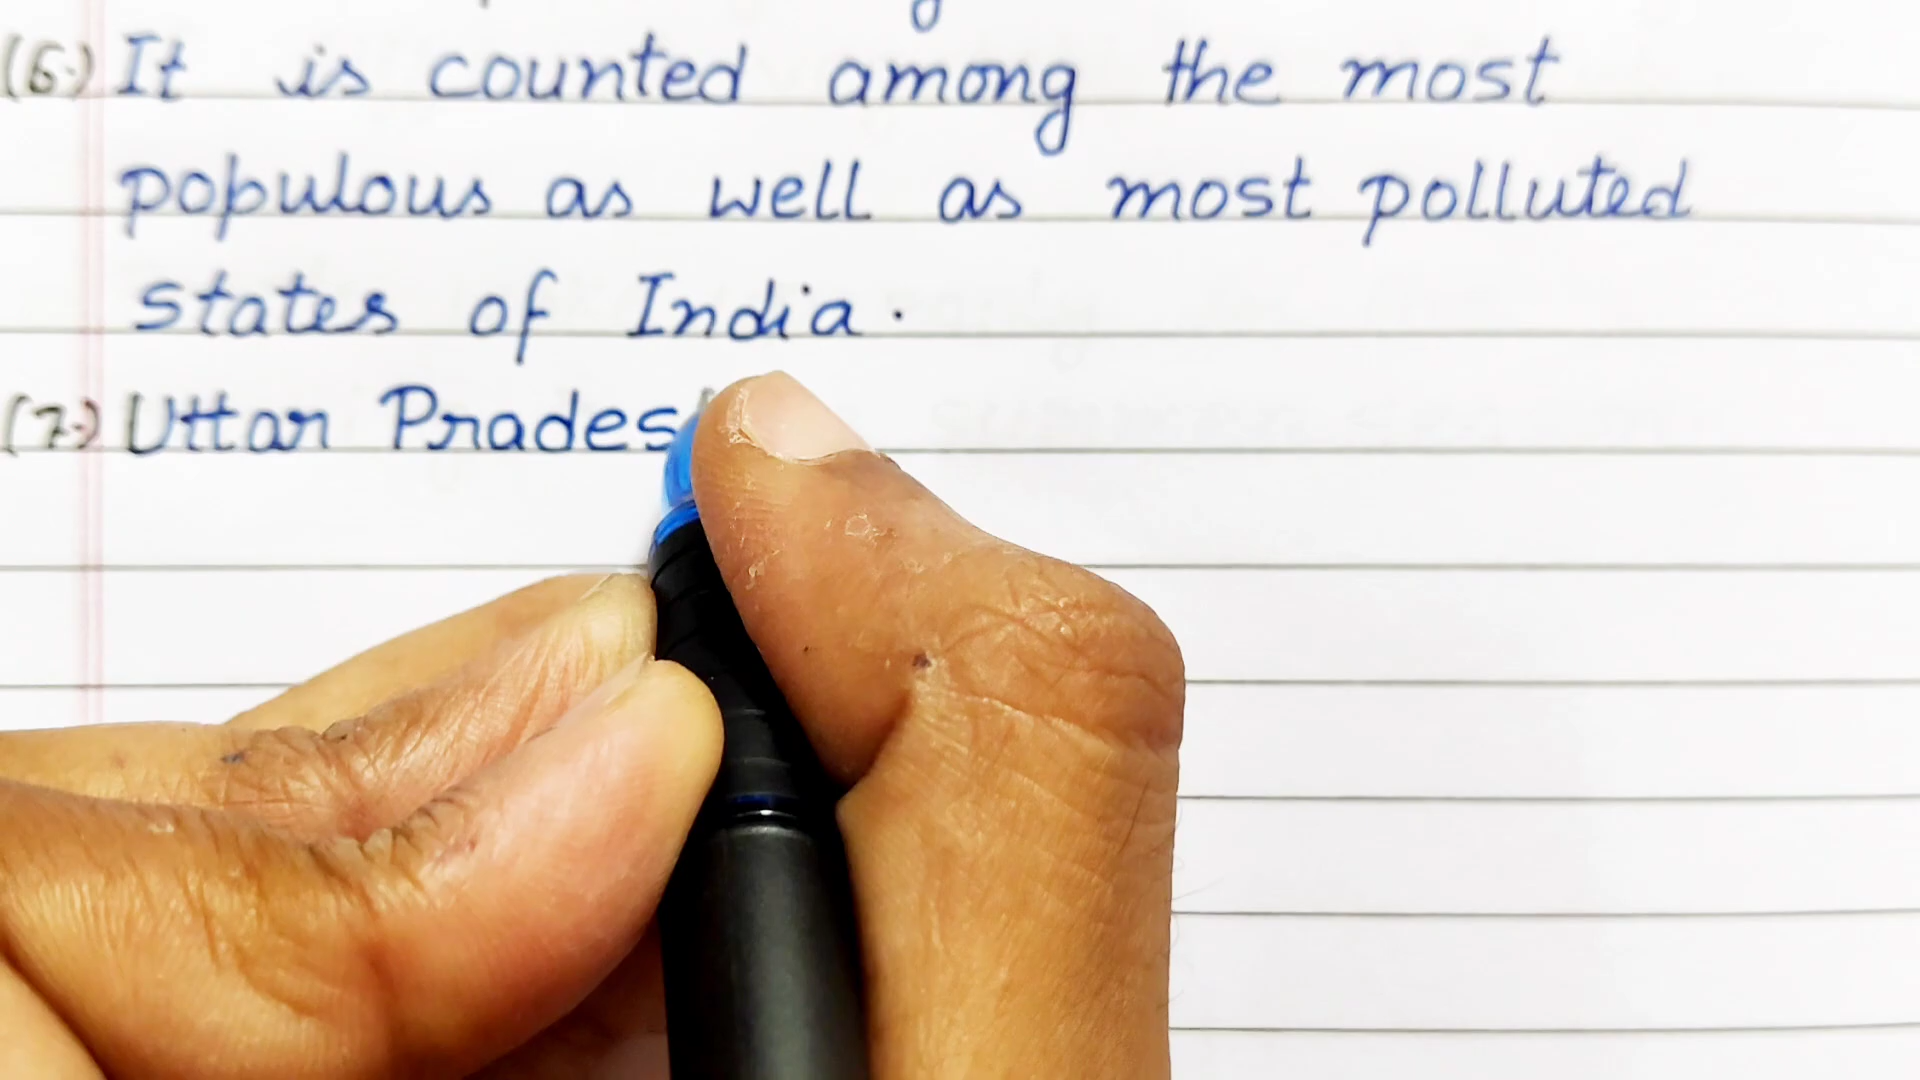 (6.) It is counted among the most
populous as well as most polluted
states of India.
(7.) Uttar Prades